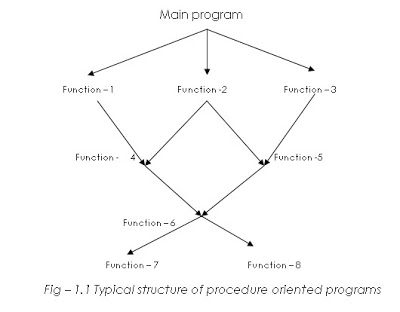 Main program
Function – 1 Function -2 Function – 3
Function - 4 Function -5
Function – 6
Function – 7 Function – 8
Fig – 1.1 Typical structure of procedure oriented programs